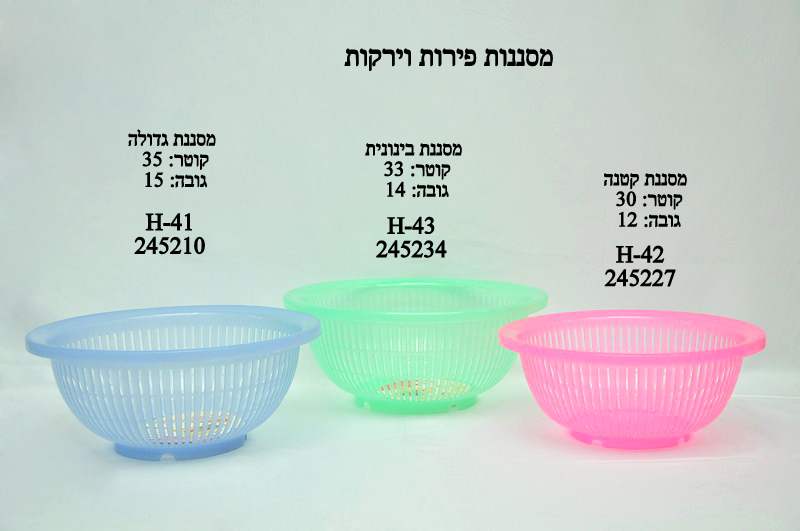 מסננות פירות וירקות
מסננת גדולה
קוטר: 35
גובה: 15
H-41
245210
מסננת בינונית
קוטר: 33
גובה: 14
H-43
245234
מסננת קטנה
קוטר: 30
גובה: 12
H-42
245227